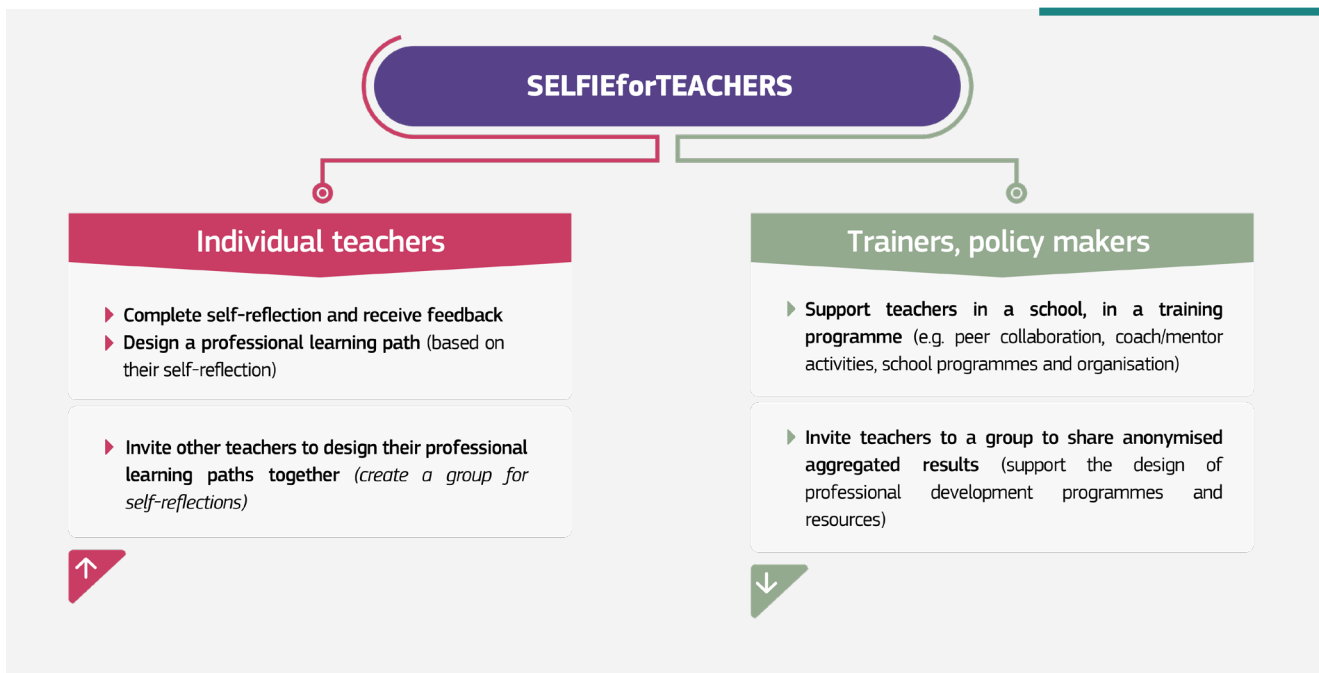 SELFIEforTEACHERS
Individual teachers
Complete self-reflection and receive feedback
Design a professional learning path (based on
their self-reflection)
Invite other teachers to design their professional
learning paths together (create a group for
self-reflections)
Trainers, policy makers
Support teachers in a school, in a training
programme (e.g. peer collaboration, coach/mentor
activities, school programmes and organisation)
Invite teachers to a group to share anonymised
aggregated results (support the design of
professional development programmes and
resources)